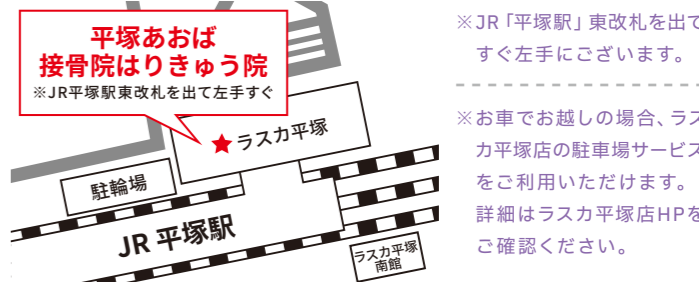 平塚あおば
接骨院はりきゅう院
※JR平塚駅東改札を出て左手すぐ
ラスカ平塚
駐輪場
JR 平塚駅
ラスカ平塚
南館
※JR「平塚駅」東改札を出て
すぐ左手にございます。
※お車でお越しの場合、ラス
カ平塚店の駐車場サービス
をご利用いただけます。
詳細はラスカ平塚店HPを
ご確認ください。